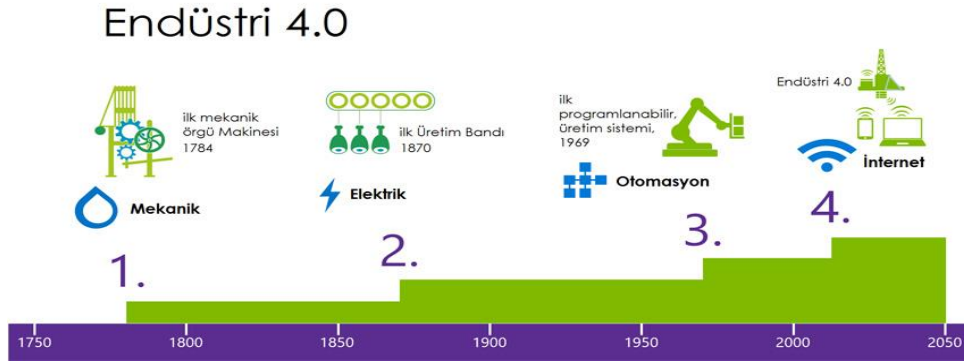 Endüstri 4.0
ilk mekanik
örgü Makinesi
1784
Mekanik
1.
ilk Üretim Bandı
1870
Elektrik
2.
ilk
programlanabilir,
üretim sistemi,
1969
Otomasyon
3.
Endüstri 4.0
İnternet
4.
1750 1800 1850 1900 1950 2000 2050